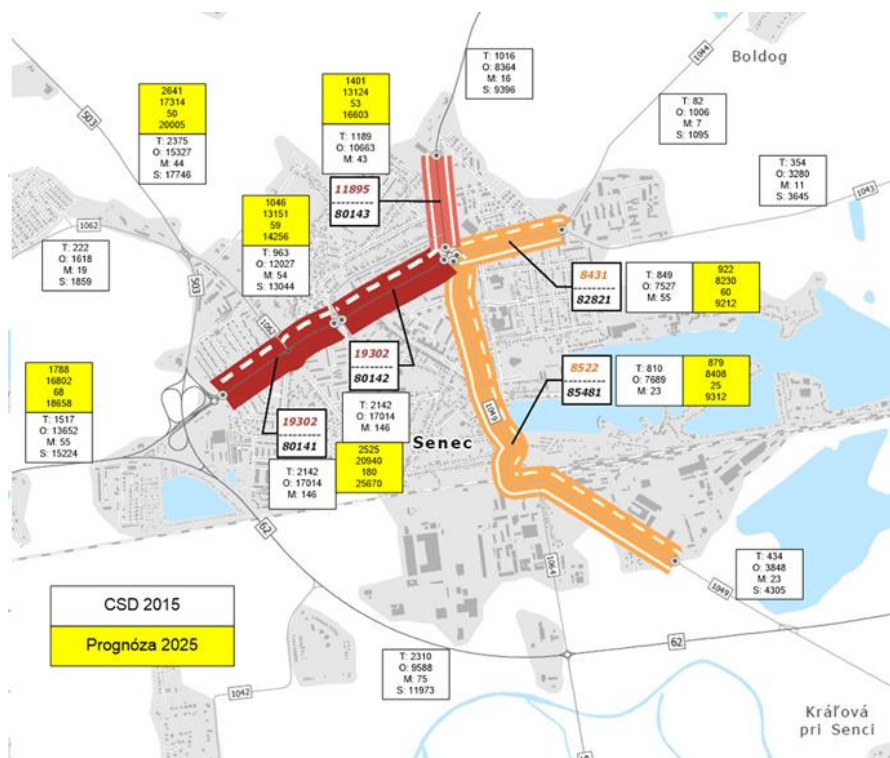 T: 1016
O: 8364
M: 16
S: 9396
1044
Boldog
503
2641
17314
50
20005
T: 2375
O: 15327
M: 44
S: 17746
1401
13124
53
16603
T: 1189
O: 10663
M: 43
11895
80143
T: 82
O: 1006
M: 7
S: 1095
T: 354
O: 3280
M: 11
S: 3645
1043
1062
T: 222
O: 1618
M: 19
S: 1859
503
1046
13151
59
14256
T: 963
O: 12027
M: 54
S: 13044
1062
8431
82821
T: 849
O: 7527
M: 55
922
8230
60
9212
1788
16802
68
18658
T: 1517
O: 13652
M: 55
S: 15224
19302
80142
T: 2142
O: 17014
M: 146
8522
85481
T: 810
O: 7689
M: 23
879
8408
25
9312
1049
19302
80141
T: 2142
O: 17014
M: 146
2525
20940
180
25670
Senec
62
1064
T: 434
O: 3848
M: 23
S: 4305
1049
CSD 2015
Prognóza 2025
62
1042
T: 2310
O: 9588
M: 75
S: 11973
Kráľová
pri Senci